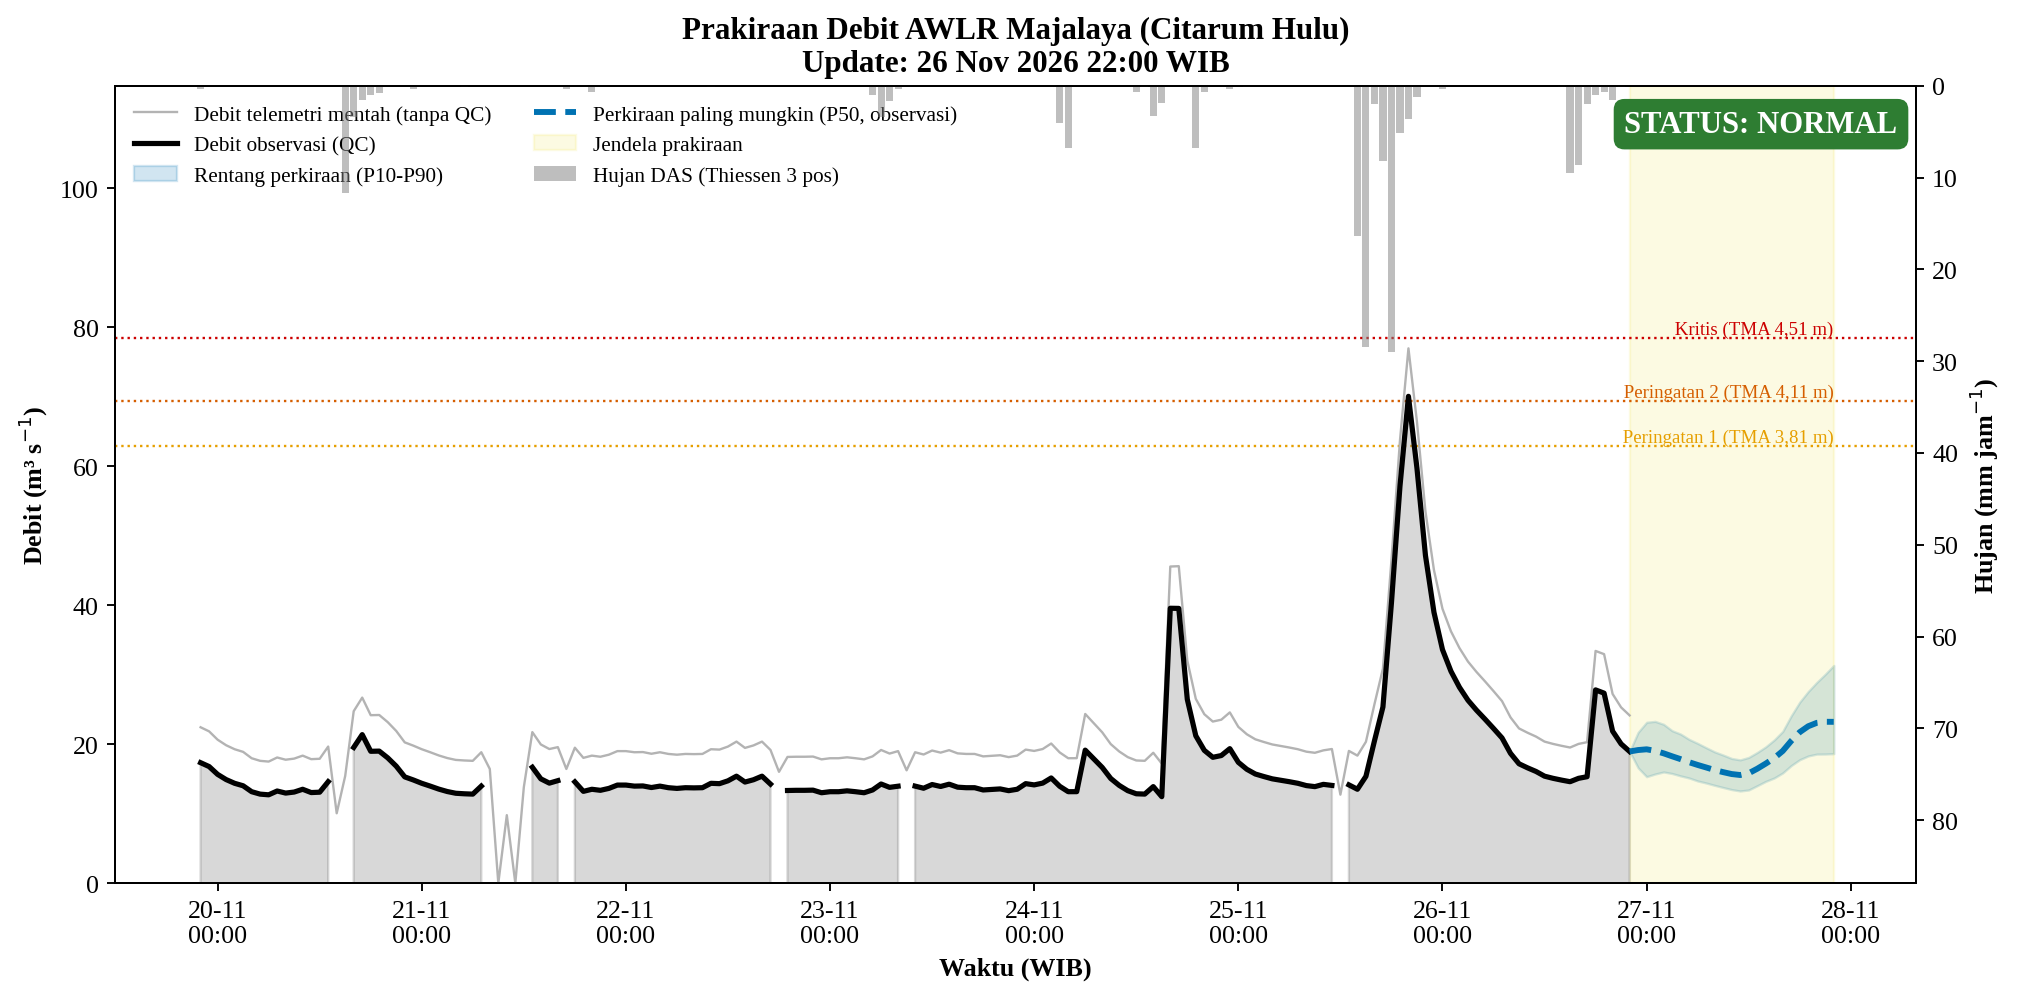 Prakiraan Debit AWLR Majalaya (Citarum Hulu)
Update: 26 Nov 2026 22:00 WIB
Debit telemetri mentah (tanpa QC)
Debit observasi (QC)
Rentang perkiraan (P10-P90)
Perkiraan paling mungkin (P50, observasi)
Jendela prakiraan
Hujan DAS (Thiessen 3 pos)
STATUS: NORMAL
Kritis (TMA 4,51 m)
Peringatan 2 (TMA 4,11 m)
Peringatan 1 (TMA 3,81 m)
Debit (m³ s⁻¹)
100
80
60
40
20
0
Hujan (mm jam⁻¹)
0
10
20
30
40
50
60
70
80
20-11
00:00
21-11
00:00
22-11
00:00
23-11
00:00
24-11
00:00
25-11
00:00
26-11
00:00
27-11
00:00
28-11
00:00
Waktu (WIB)